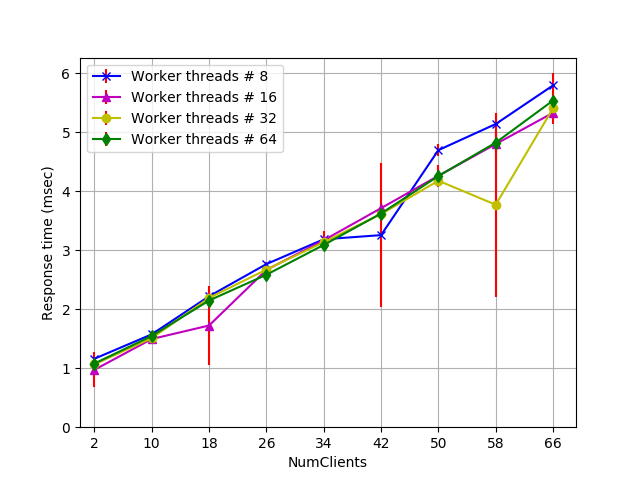 Worker threads # 8
Worker threads # 16
Worker threads # 32
Worker threads # 64
Response time (msec)
6
5
4
3
2
1
0
2 10 18 26 34 42 50 58 66
NumClients